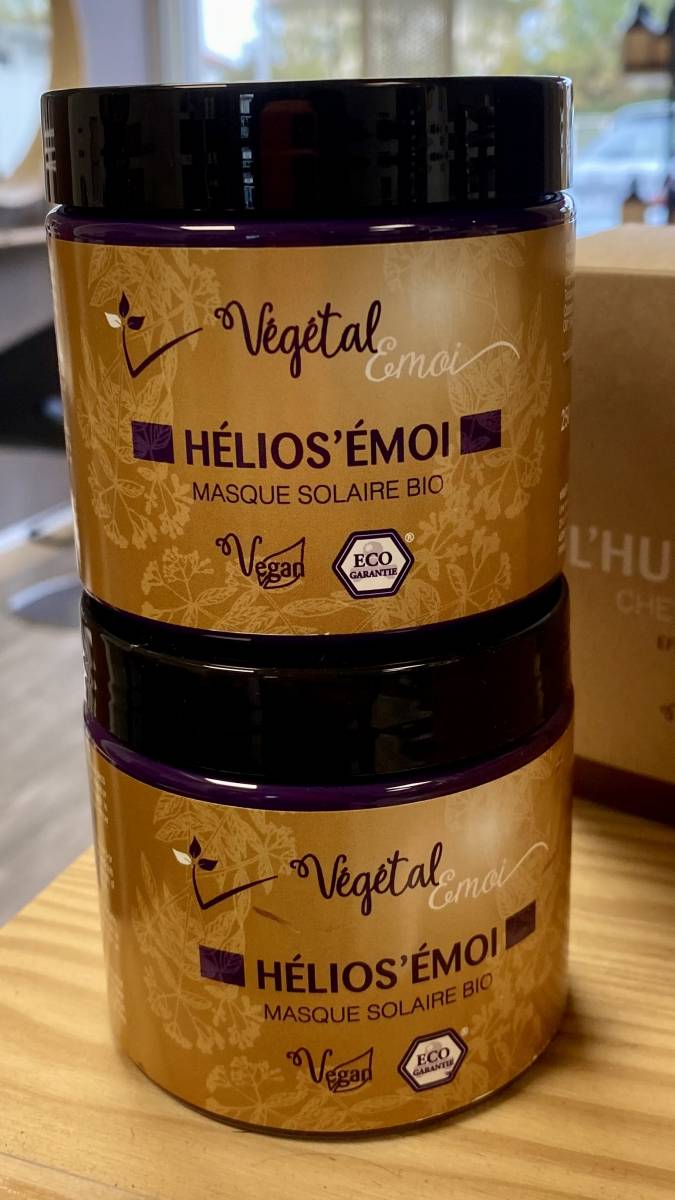 Végétal Emoi
HÉLIOS'ÉMOI
MASQUE SOLAIRE BIO
Vegan
ECO
GARANTIE
®
L'HU
CHE
Végétal Emoi
HÉLIOS'ÉMOI
MASQUE SOLAIRE BIO
Vegan
ECO
GARANTIE
®